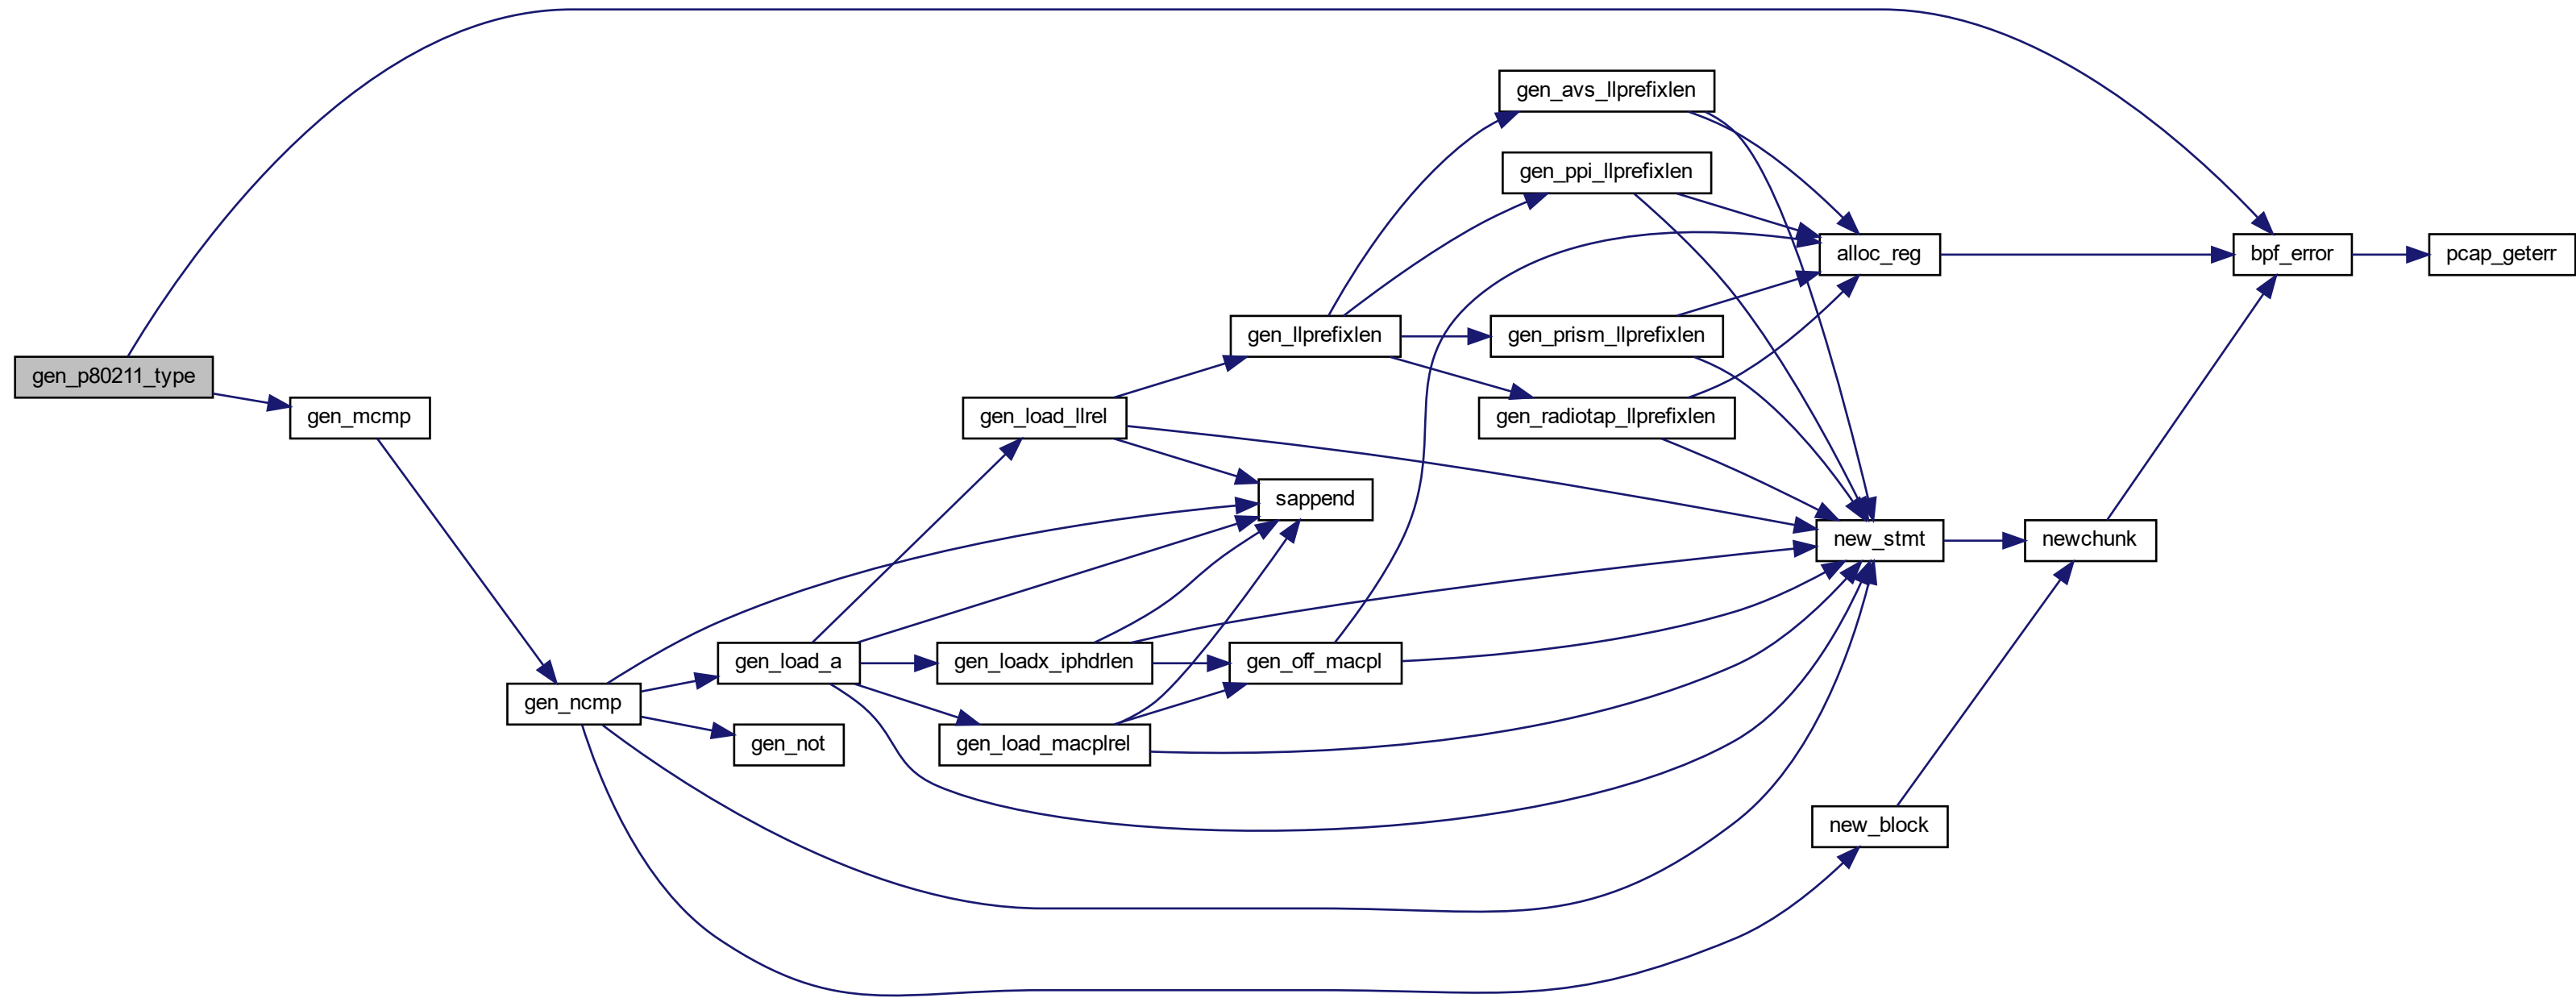 gen_p80211_type
gen_mcmp
gen_ncmp
gen_load_a
gen_not
gen_load_llrel
gen_loadx_iphdrlen
gen_load_macplrel
gen_llprefixlen
sappend
gen_off_macpl
gen_avs_llprefixlen
gen_ppi_llprefixlen
gen_prism_llprefixlen
gen_radiotap_llprefixlen
alloc_reg
new_stmt
new_block
newchunk
bpf_error
pcap_geterr